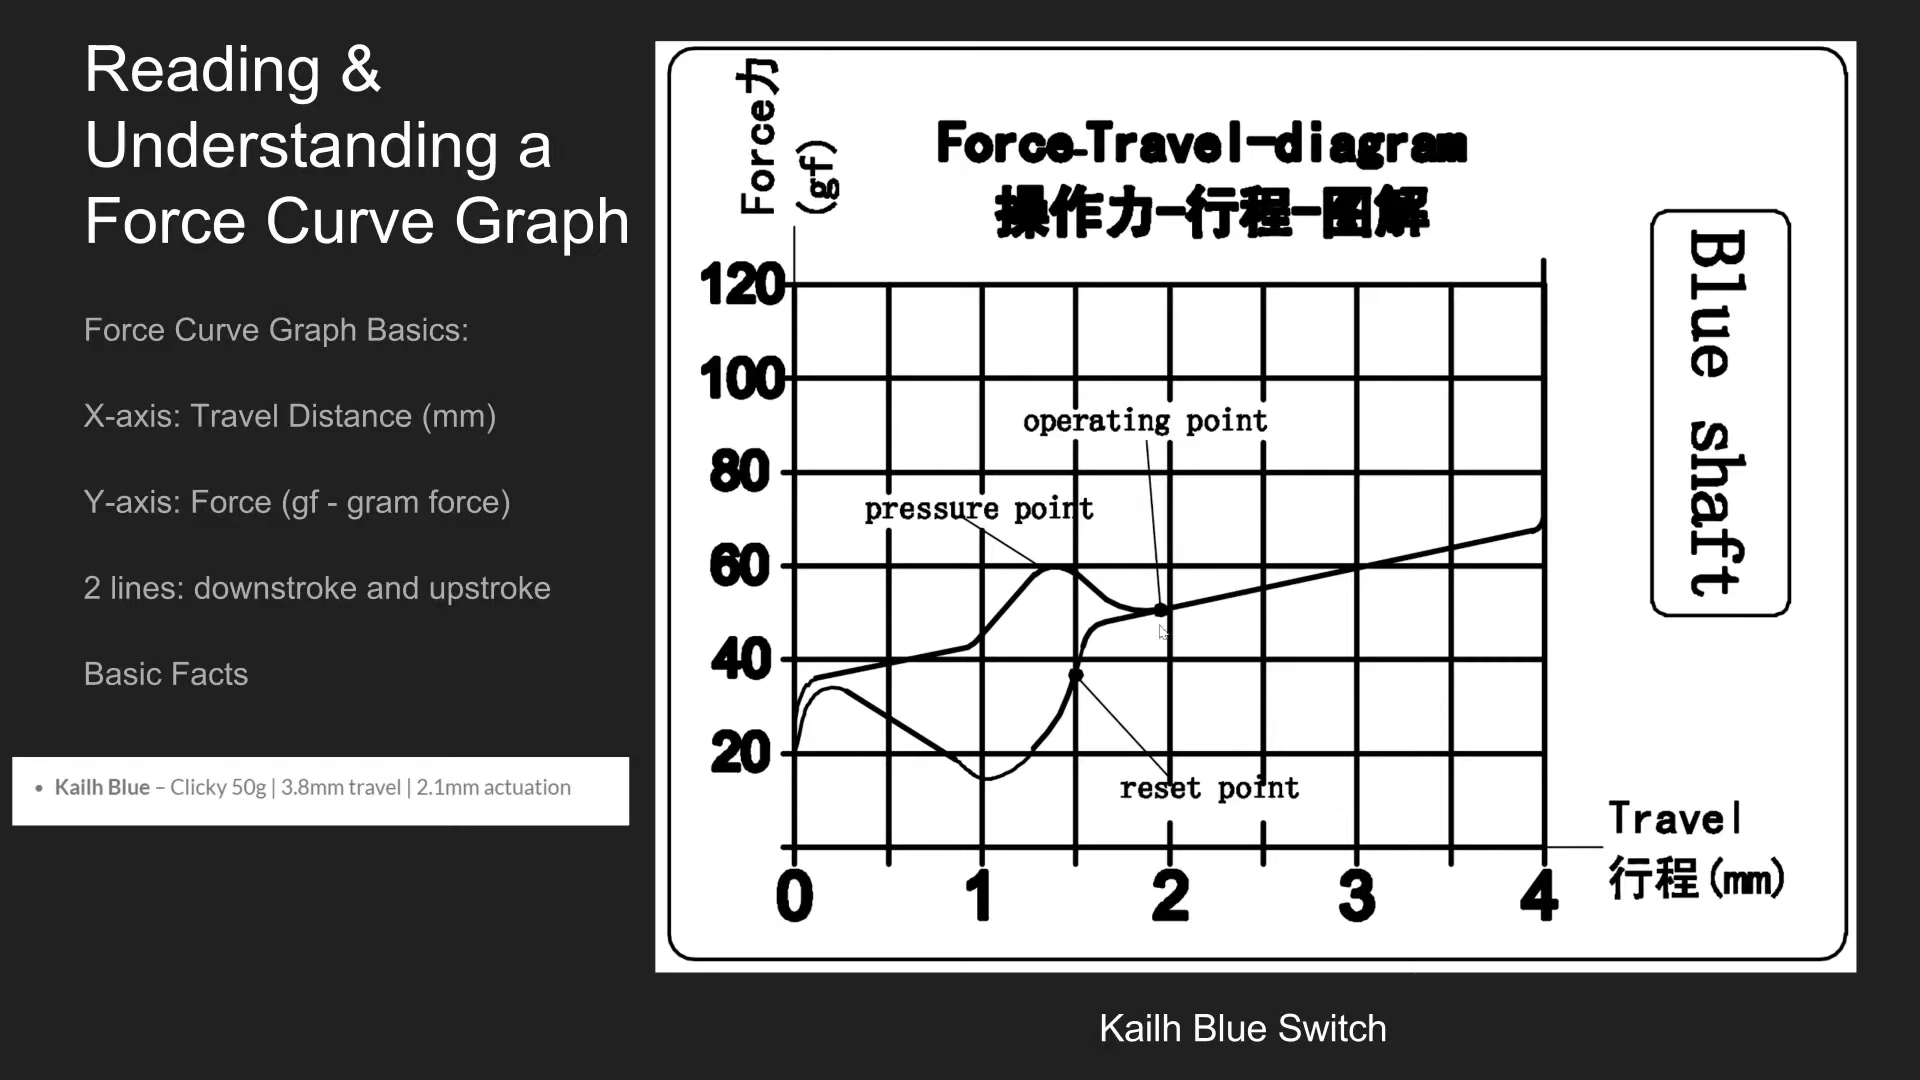 Reading &
Understanding a
Force Curve Graph
Force Curve Graph Basics:
X-axis: Travel Distance (mm)
Y-axis: Force (gf - gram force)
2 lines: downstroke and upstroke
Basic Facts
• Kailh Blue – Clicky 50g | 3.8mm travel | 2.1mm actuation
Force力
(gf)
Force-Travel-diagram
操作力-行程-图解
Blue shaft
120
100
80
60
40
20
operating point
pressure point
reset point
0 1 2 3 4
Travel
行程(mm)
Kailh Blue Switch